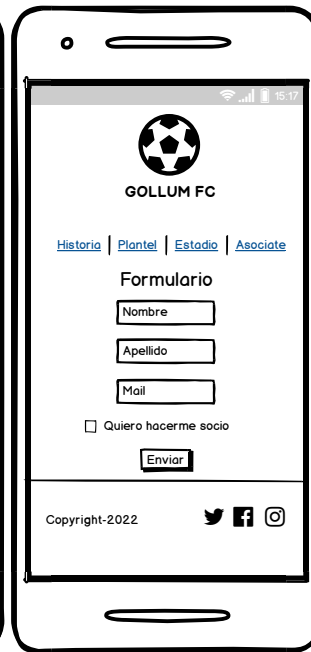 15:17
GOLLUM FC
Historia | Plantel | Estadio | Asociate
Formulario
Nombre
Apellido
Mail
Quiero hacerme socio
Enviar
Copyright-2022